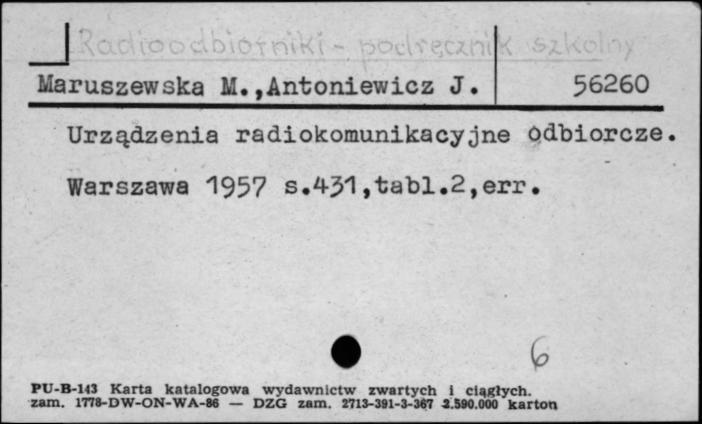 Radioodbiorniki - podręcznik szkolny
Maruszewska M.,Antoniewicz J. 56260
Urządzenia radiokomunikacyjne odbiorcze.
Warszawa 1957 s.431,tabl.2,err.
6
PU-B-143 Karta katalogowa wydawnictw zwartych i ciągłych.
zam. 1778-DW-ON-WA-86 — DZG zam. 2713-391-3-367 2.590.000 karton